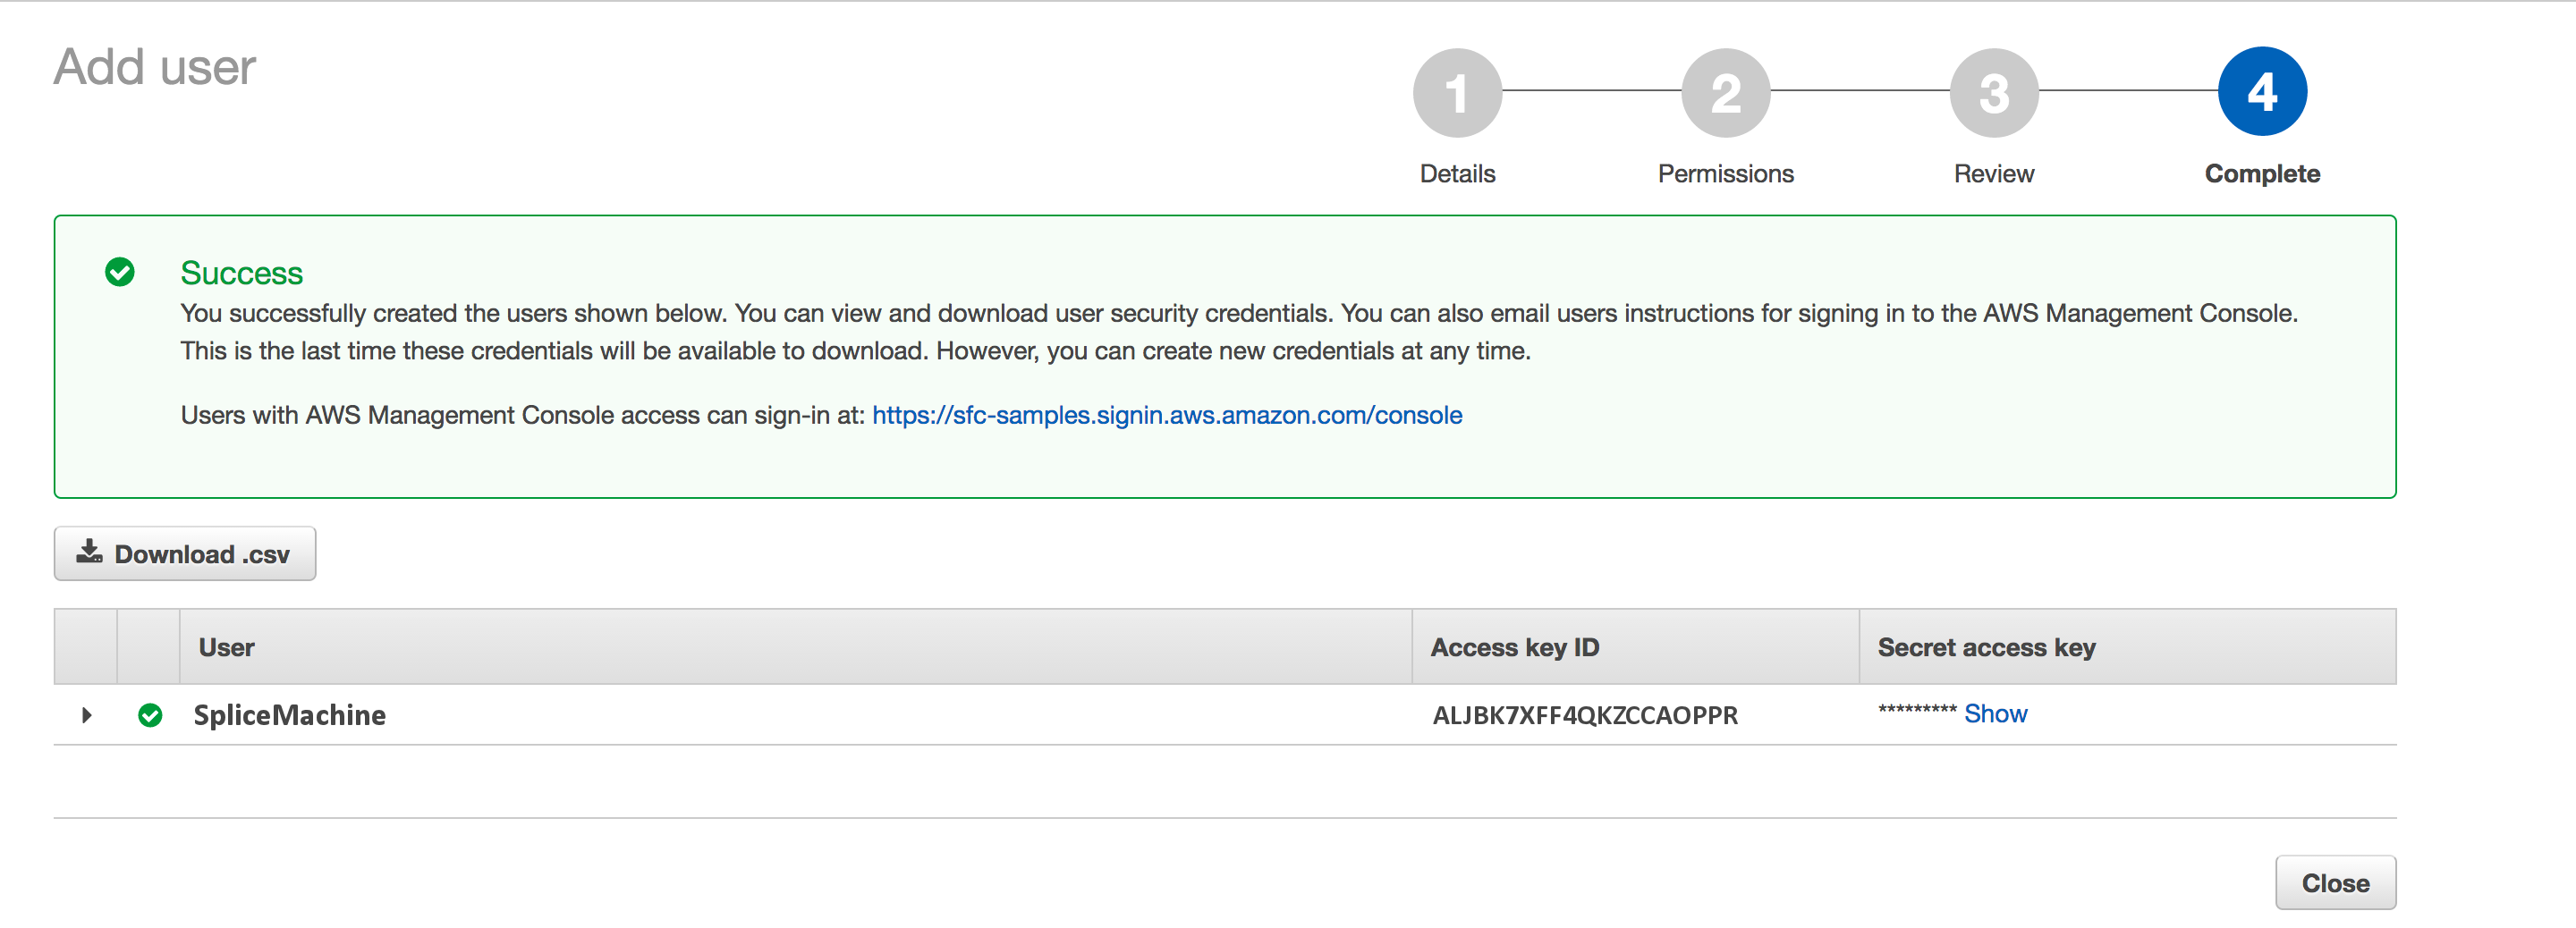 Add user
1
2
3
4
Details
Permissions
Review
Complete
Success
You successfully created the users shown below. You can view and download user security credentials. You can also email users instructions for signing in to the AWS Management Console.
This is the last time these credentials will be available to download. However, you can create new credentials at any time.
Users with AWS Management Console access can sign-in at: https://sfc-samples.signin.aws.amazon.com/console
Download .csv
User
Access key ID
Secret access key
SpliceMachine
ALJBK7XFF4QKZCCAOPPR
********* Show
Close